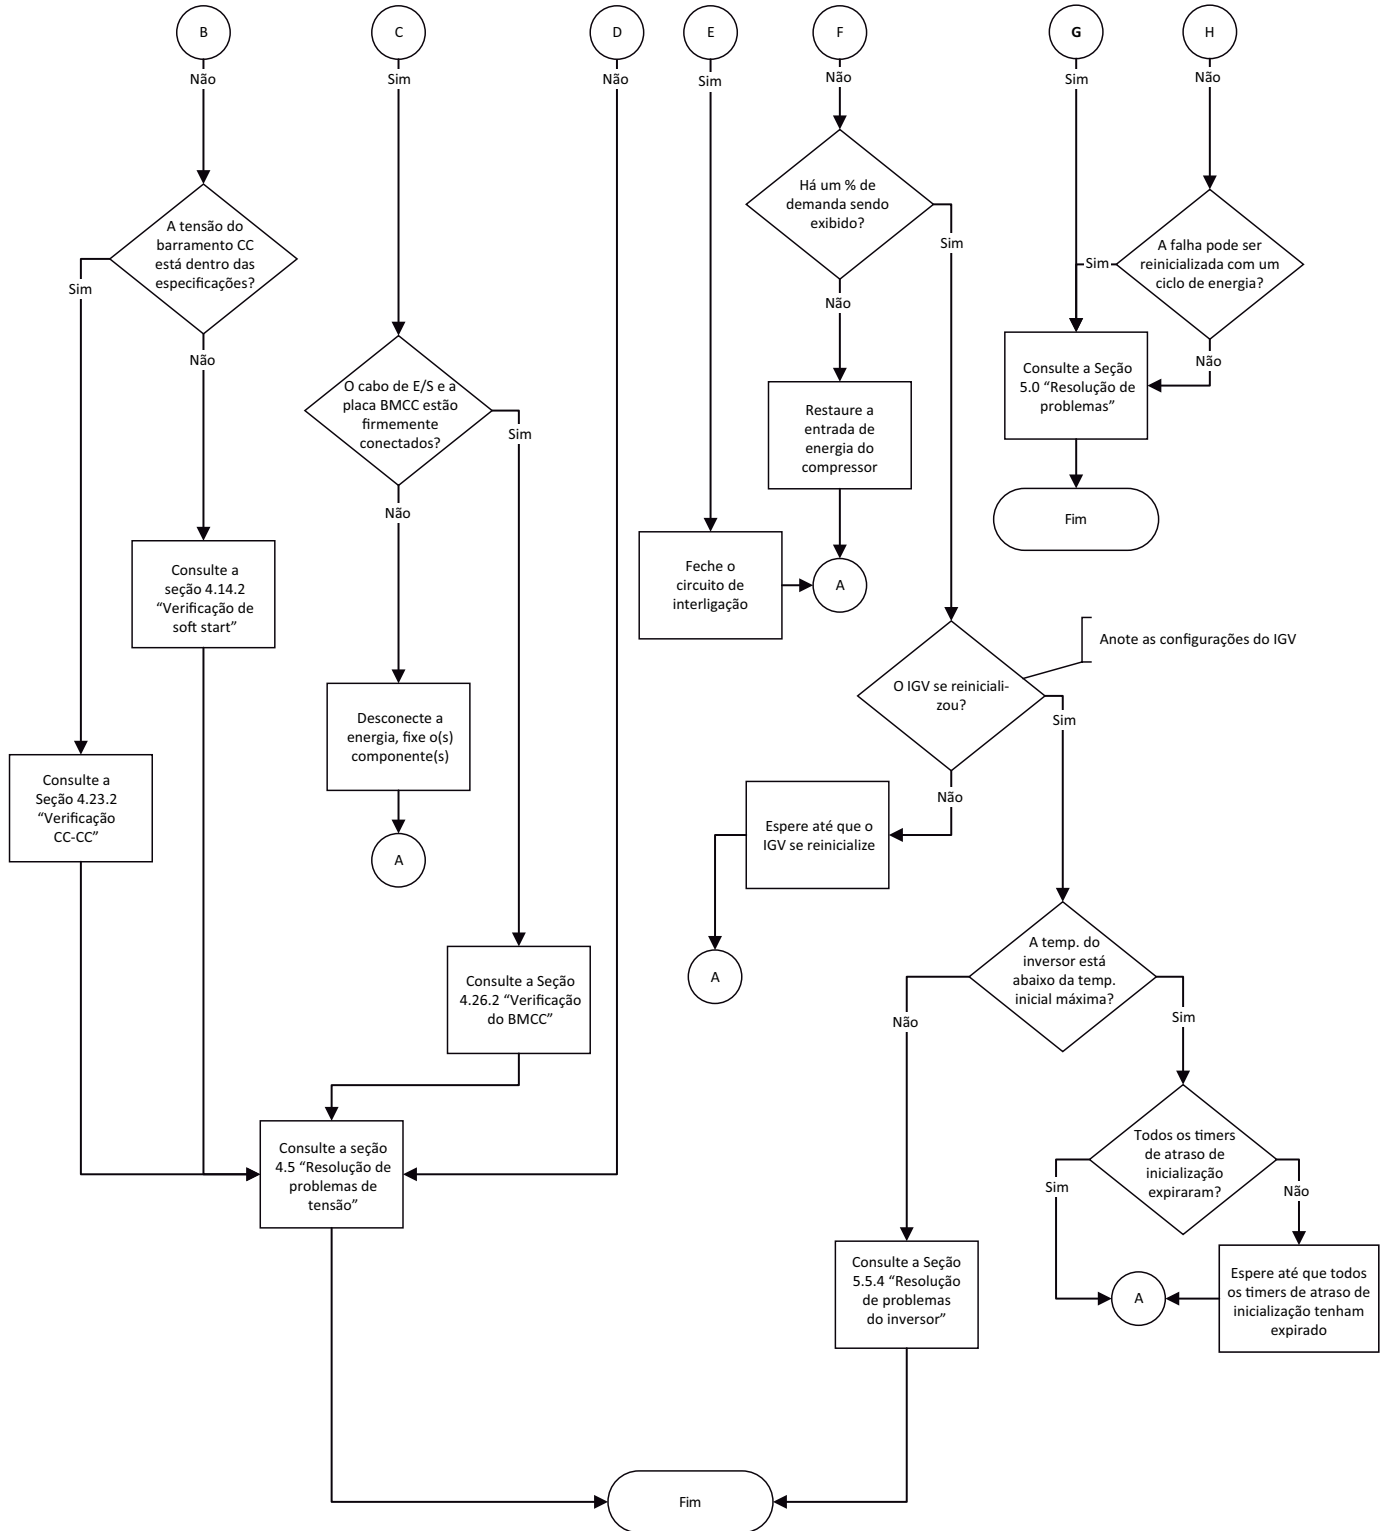 B
C
D
E
F
G
H
Não
Sim
Não
Sim
Não
Sim
Não
A tensão do
barramento CC
está dentro das
especificações?
Sim
Não
Consulte a
seção 4.14.2
“Verificação de
soft start”
Consulte a
Seção 4.23.2
“Verificação
CC-CC”
O cabo de E/S e a
placa BMCC estão
firmemente
conectados?
Sim
Não
Desconecte a
energia, fixe o(s)
componente(s)
A
Consulte a Seção
4.26.2 “Verificação
do BMCC”
Consulte a seção
4.5 “Resolução de
problemas de
tensão”
Feche o
circuito de
interligação
Há um % de
demanda sendo
exibido?
Sim
Não
Restaure a
entrada de
energia do
compressor
A
A falha pode ser
reinicializada com um
ciclo de energia?
Sim
Não
Consulte a Seção
5.0 “Resolução de
problemas”
Fim
Anote as configurações do IGV
O IGV se reiniciali-
zou?
Sim
Não
Espere até que o
IGV se reinicialize
A
A temp. do
inversor está
abaixo da temp.
inicial máxima?
Não
Sim
Todos os timers
de atraso de
inicialização
expiraram?
Sim
Não
Consulte a Seção
5.5.4 “Resolução
de problemas
do inversor”
A
Espere até que todos
os timers de atraso de
inicialização tenham
expirado
Fim